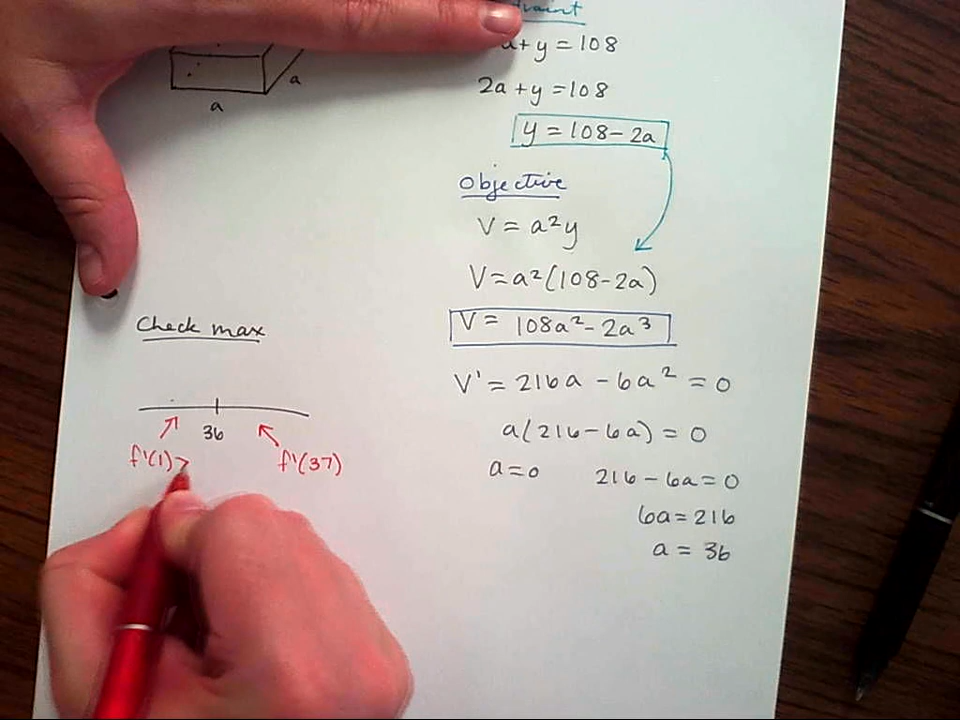 a
a
y = 108
2a + y = 108
y = 108 - 2a
Objective
V = a²y
V = a²(108 - 2a)
V = 108a² - 2a³
V' = 216a - 6a² = 0
a(216 - 6a) = 0
a = 0 216 - 6a = 0
6a = 216
a = 36
Check max
36
f'(1) > f'(37)